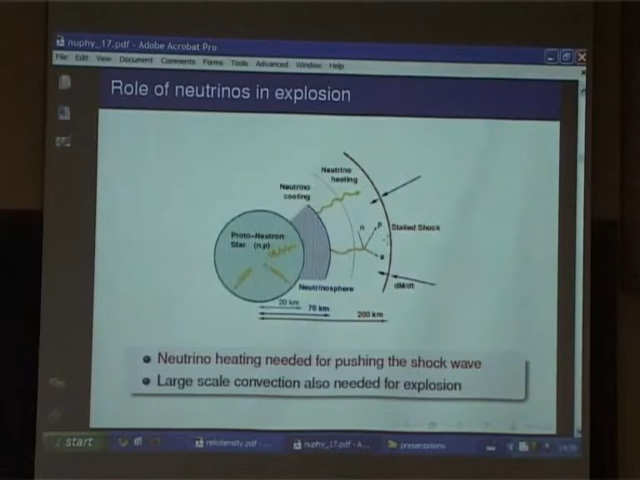 nuphy_17.pdf - Adobe Acrobat Pro
File Edit View Document Comments Forms Tools Advanced Window Help
Role of neutrinos in explosion
Neutrino
heating
Neutrino
cooling
Proto-Neutron
Star (n,p)
Stalled Shock
Neutrinosphere
dM/dt
20 km
70 km
200 km
Neutrino heating needed for pushing the shock wave
Large scale convection also needed for explosion
start
relicdensity.pdf - ...
nuphy_17.pdf - A...
presentations